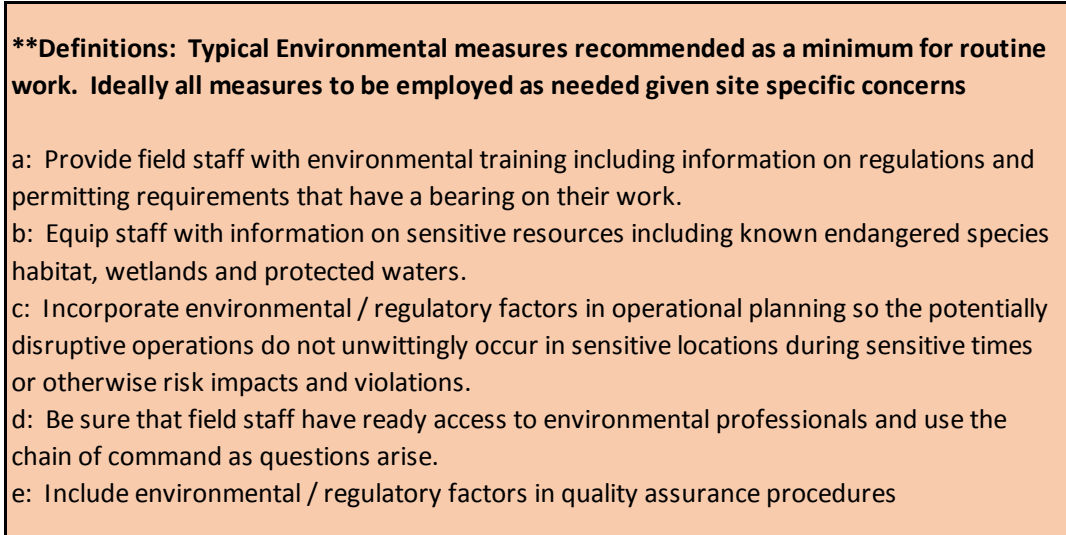 **Definitions:  Typical Environmental measures recommended as a minimum for routine
work.  Ideally all measures to be employed as needed given site specific concerns
a:  Provide field staff with environmental training including information on regulations and
permitting requirements that have a bearing on their work.
b:  Equip staff with information on sensitive resources including known endangered species
habitat, wetlands and protected waters.
c:  Incorporate environmental / regulatory factors in operational planning so the potentially
disruptive operations do not unwittingly occur in sensitive locations during sensitive times
or otherwise risk impacts and violations.
d:  Be sure that field staff have ready access to environmental professionals and use the
chain of command as questions arise.
e:  Include environmental / regulatory factors in quality assurance procedures